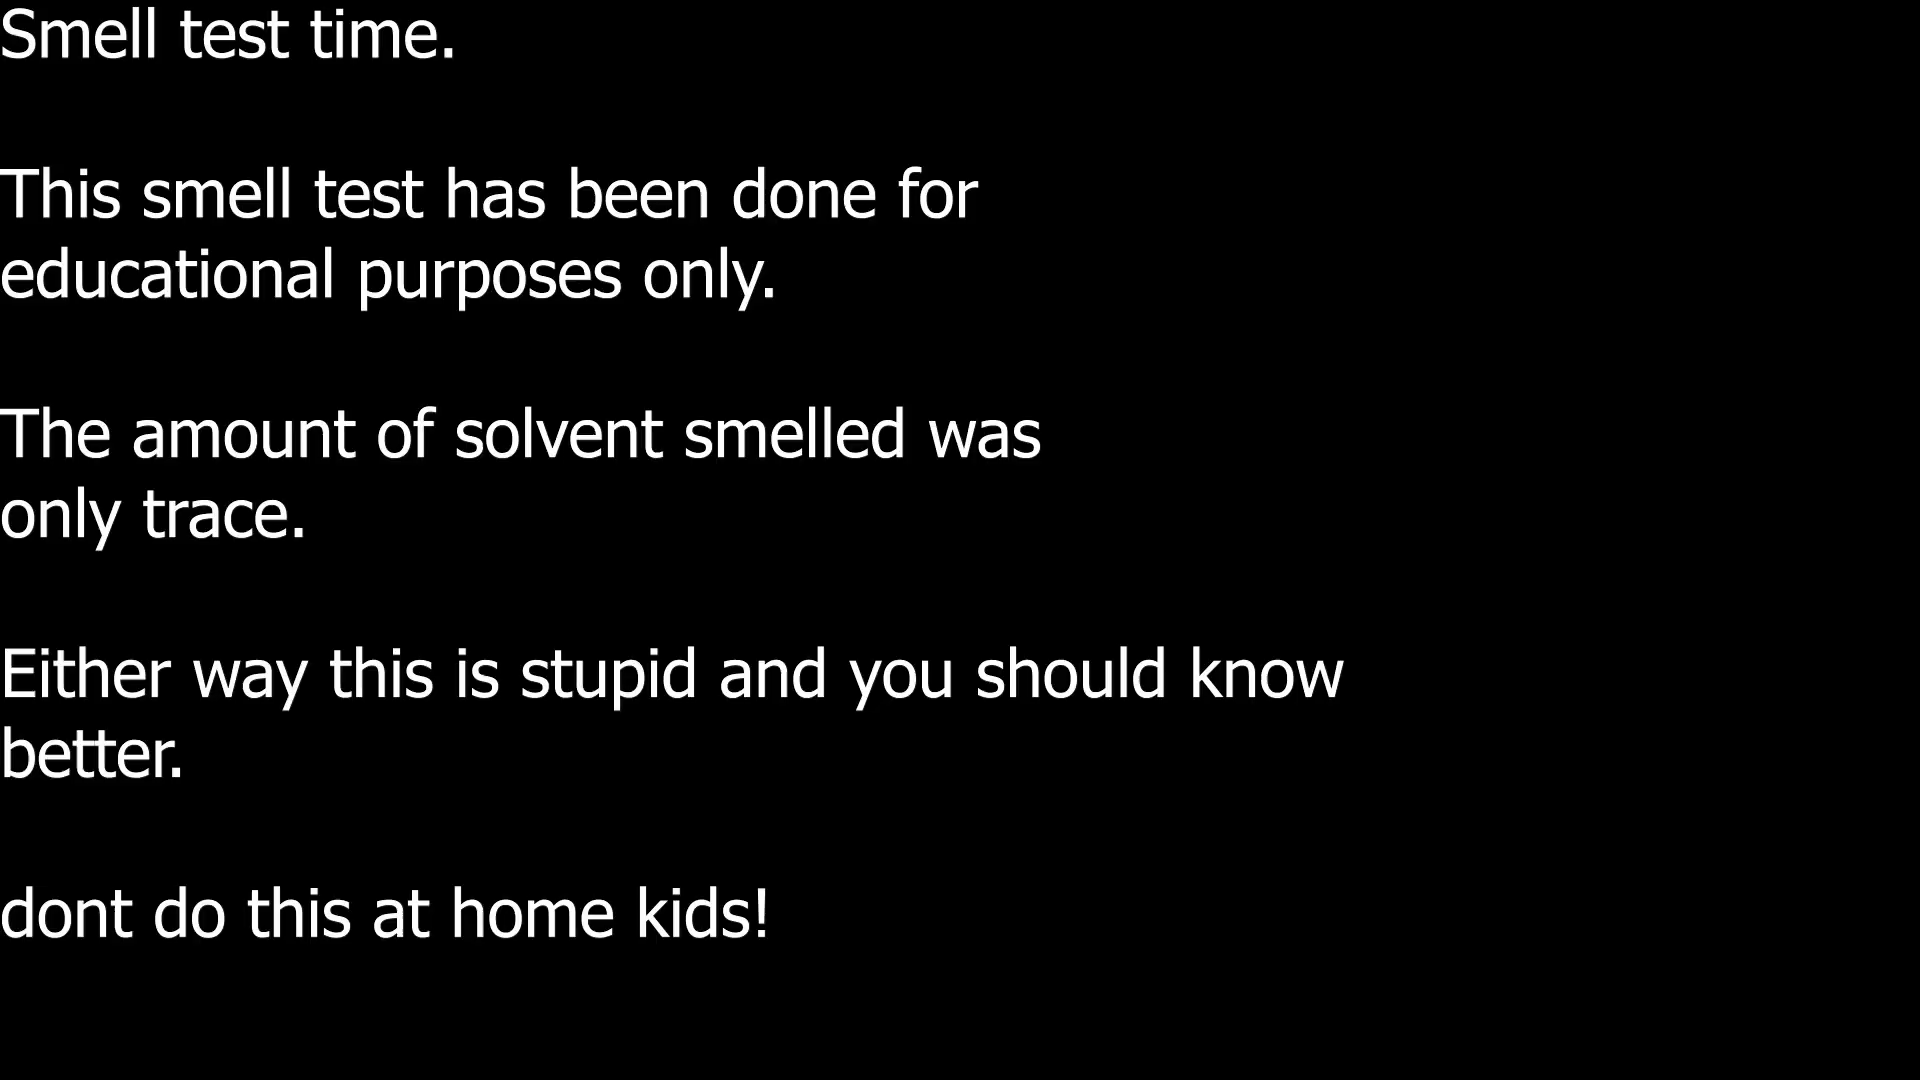 Smell test time.
This smell test has been done for
educational purposes only.
The amount of solvent smelled was
only trace.
Either way this is stupid and you should know
better.
dont do this at home kids!